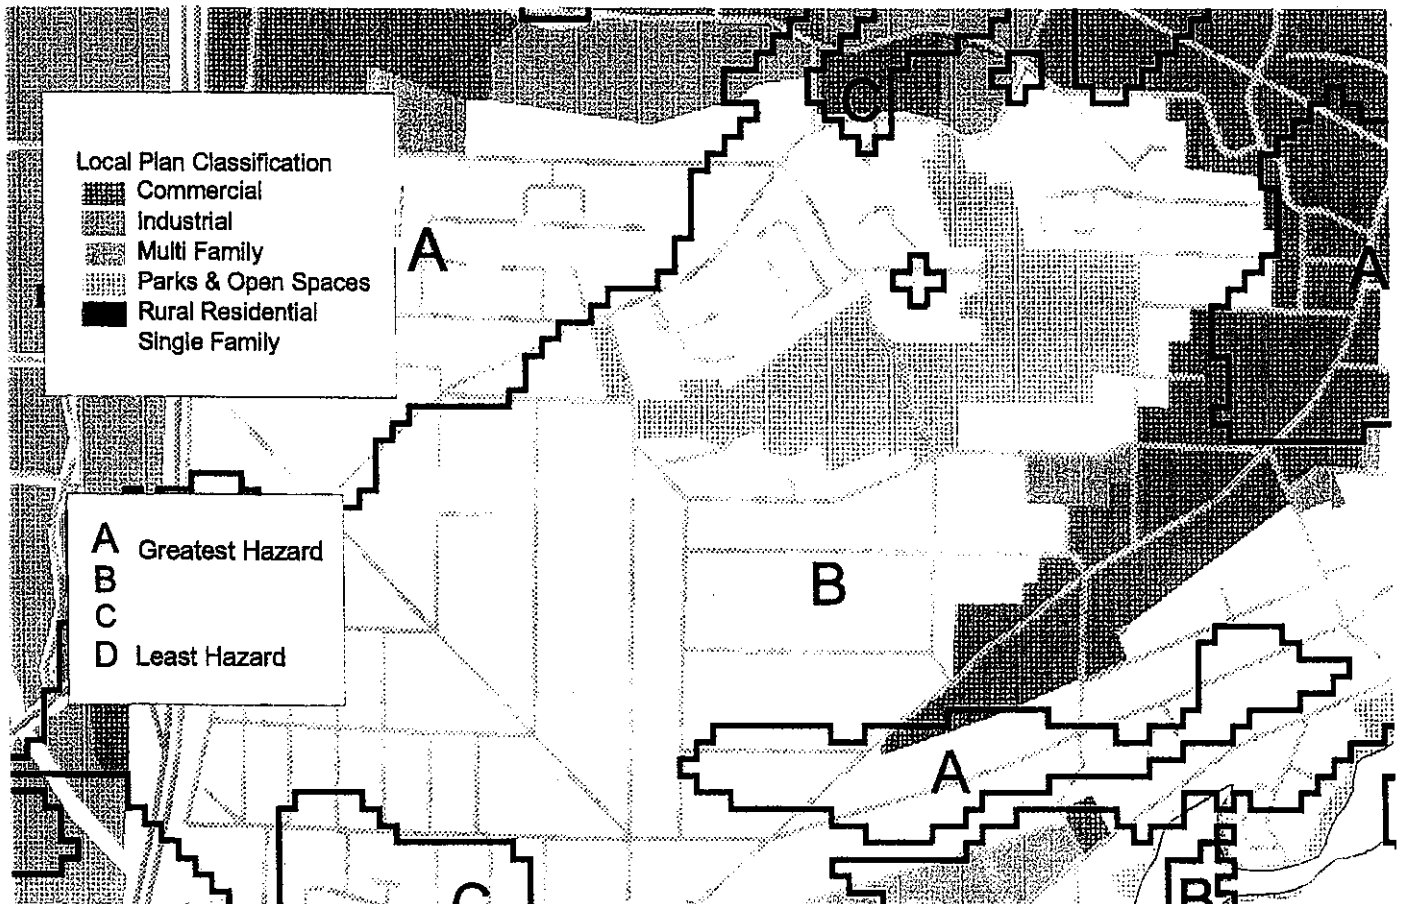 C
Local Plan Classification
Commercial
Industrial
Multi Family
Parks & Open Spaces
Rural Residential
Single Family
A
A
A Greatest Hazard
B
C
D Least Hazard
B
A
C
B